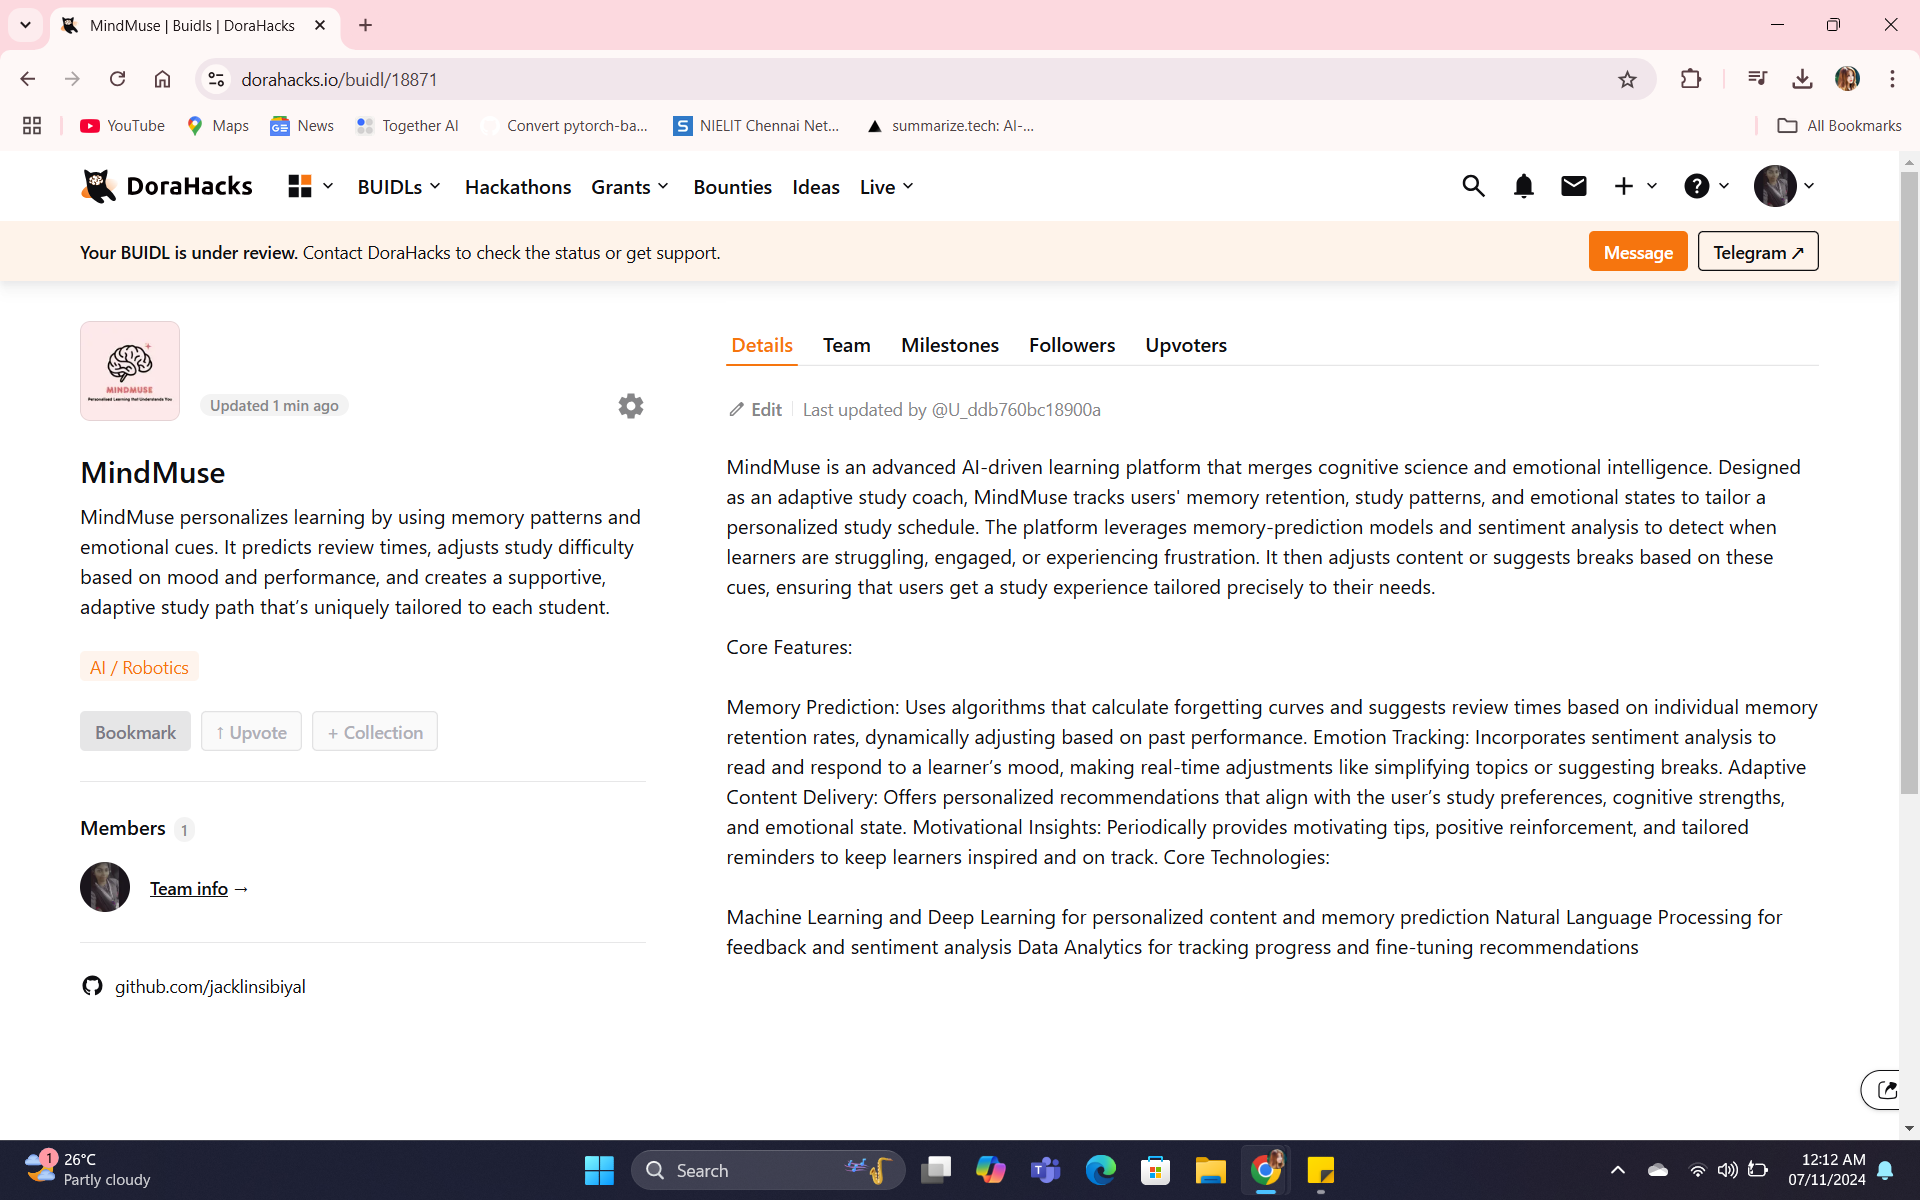 MindMuse | Buidls | DoraHacks
dorahacks.io/buidl/18871
YouTube
Maps
News
Together AI
Convert pytorch-ba...
NIELIT Chennai Net...
summarize.tech: AI-...
All Bookmarks
DoraHacks
BUIDLs
Hackathons
Grants
Bounties
Ideas
Live
Your BUIDL is under review. Contact DoraHacks to check the status or get support.
Message
Telegram ↗
MINDMUSE
Personalised Learning that Understands You
Updated 1 min ago
MindMuse
MindMuse personalizes learning by using memory patterns and
emotional cues. It predicts review times, adjusts study difficulty
based on mood and performance, and creates a supportive,
adaptive study path that’s uniquely tailored to each student.
AI / Robotics
Bookmark
↑ Upvote
+ Collection
Members 1
Team info →
github.com/jacklinsibiyal
Details
Team
Milestones
Followers
Upvoters
Edit
Last updated by @U_ddb760bc18900a
MindMuse is an advanced AI-driven learning platform that merges cognitive science and emotional intelligence. Designed
as an adaptive study coach, MindMuse tracks users' memory retention, study patterns, and emotional states to tailor a
personalized study schedule. The platform leverages memory-prediction models and sentiment analysis to detect when
learners are struggling, engaged, or experiencing frustration. It then adjusts content or suggests breaks based on these
cues, ensuring that users get a study experience tailored precisely to their needs.
Core Features:
Memory Prediction: Uses algorithms that calculate forgetting curves and suggests review times based on individual memory
retention rates, dynamically adjusting based on past performance. Emotion Tracking: Incorporates sentiment analysis to
read and respond to a learner’s mood, making real-time adjustments like simplifying topics or suggesting breaks. Adaptive
Content Delivery: Offers personalized recommendations that align with the user’s study preferences, cognitive strengths,
and emotional state. Motivational Insights: Periodically provides motivating tips, positive reinforcement, and tailored
reminders to keep learners inspired and on track. Core Technologies:
Machine Learning and Deep Learning for personalized content and memory prediction Natural Language Processing for
feedback and sentiment analysis Data Analytics for tracking progress and fine-tuning recommendations
1
26°C
Partly cloudy
Search
12:12 AM
07/11/2024